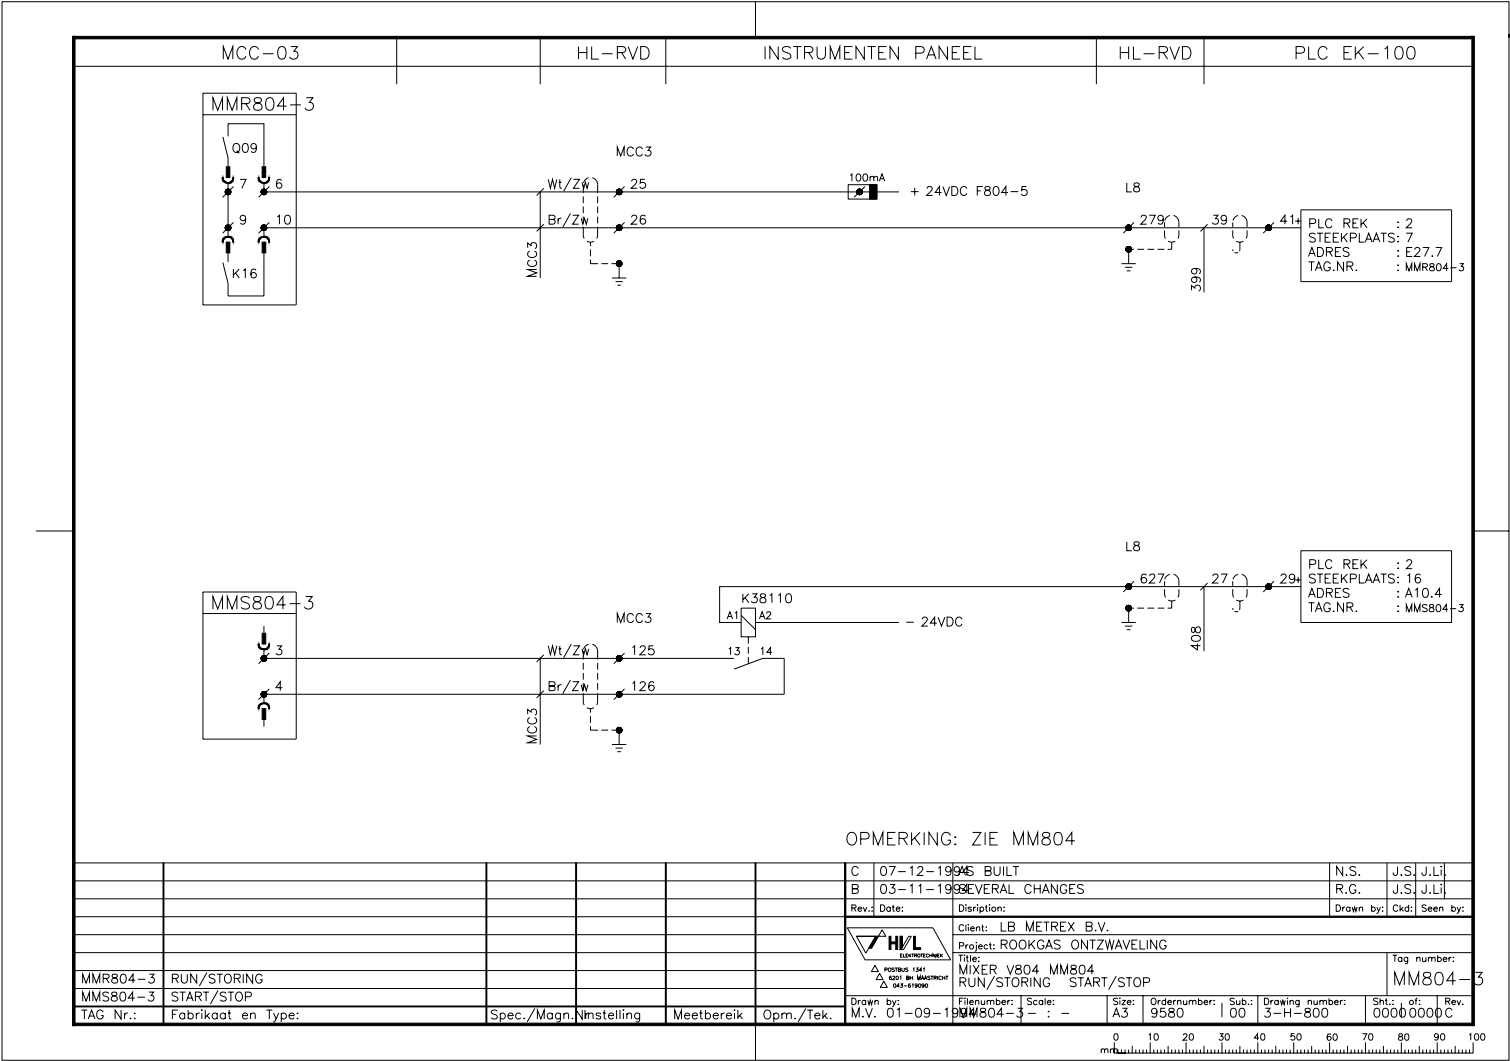 MCC-03 HL-RVD INSTRUMENTEN PANEEL HL-RVD PLC EK-100
MMR804-3
Q09
7 6
9 10
K16
MCC3
Wt/Zw 25
Br/Zw 26
MCC3
100mA
+ 24VDC F804-5
L8
279 39 41+
399
PLC REK : 2
STEEKPLAATS: 7
ADRES : E27.7
TAG.NR. : MMR804-3
MMS804-3
3
4
MCC3
Wt/Zw 125
Br/Zw 126
MCC3
K38110
A1 A2
- 24VDC
13 14
L8
627 27 29+
408
PLC REK : 2
STEEKPLAATS: 16
ADRES : A10.4
TAG.NR. : MMS804-3
OPMERKING: ZIE MM804
C 07-12-1994 AS BUILT N.S. J.S. J.Li.
B 03-11-1994 SEVERAL CHANGES R.G. J.S. J.Li.
Rev.: Date: Disription: Drawn by: Ckd: Seen by:
HVL
ELEKTROTECHNIEK
POSTBUS 1341
6201 BH MAASTRICHT
043-619090
Client: LB METREX B.V.
Project: ROOKGAS ONTZWAVELING
Title:
MIXER V804 MM804
RUN/STORING START/STOP
Tag number:
MM804-3
Drawn by: Filenumber: Scale: Size: Ordernumber: Sub.: Drawing number: Sht.: of: Rev.
M.V. 01-09-1994 MM804-3 - : - A3 9580 00 3-H-800 0000 0000 C
MMR804-3 RUN/STORING
MMS804-3 START/STOP
TAG Nr.: Fabrikaat en Type: Spec./Magn.Nr. Instelling Meetbereik Opm./Tek.
0 10 20 30 40 50 60 70 80 90 100
mm